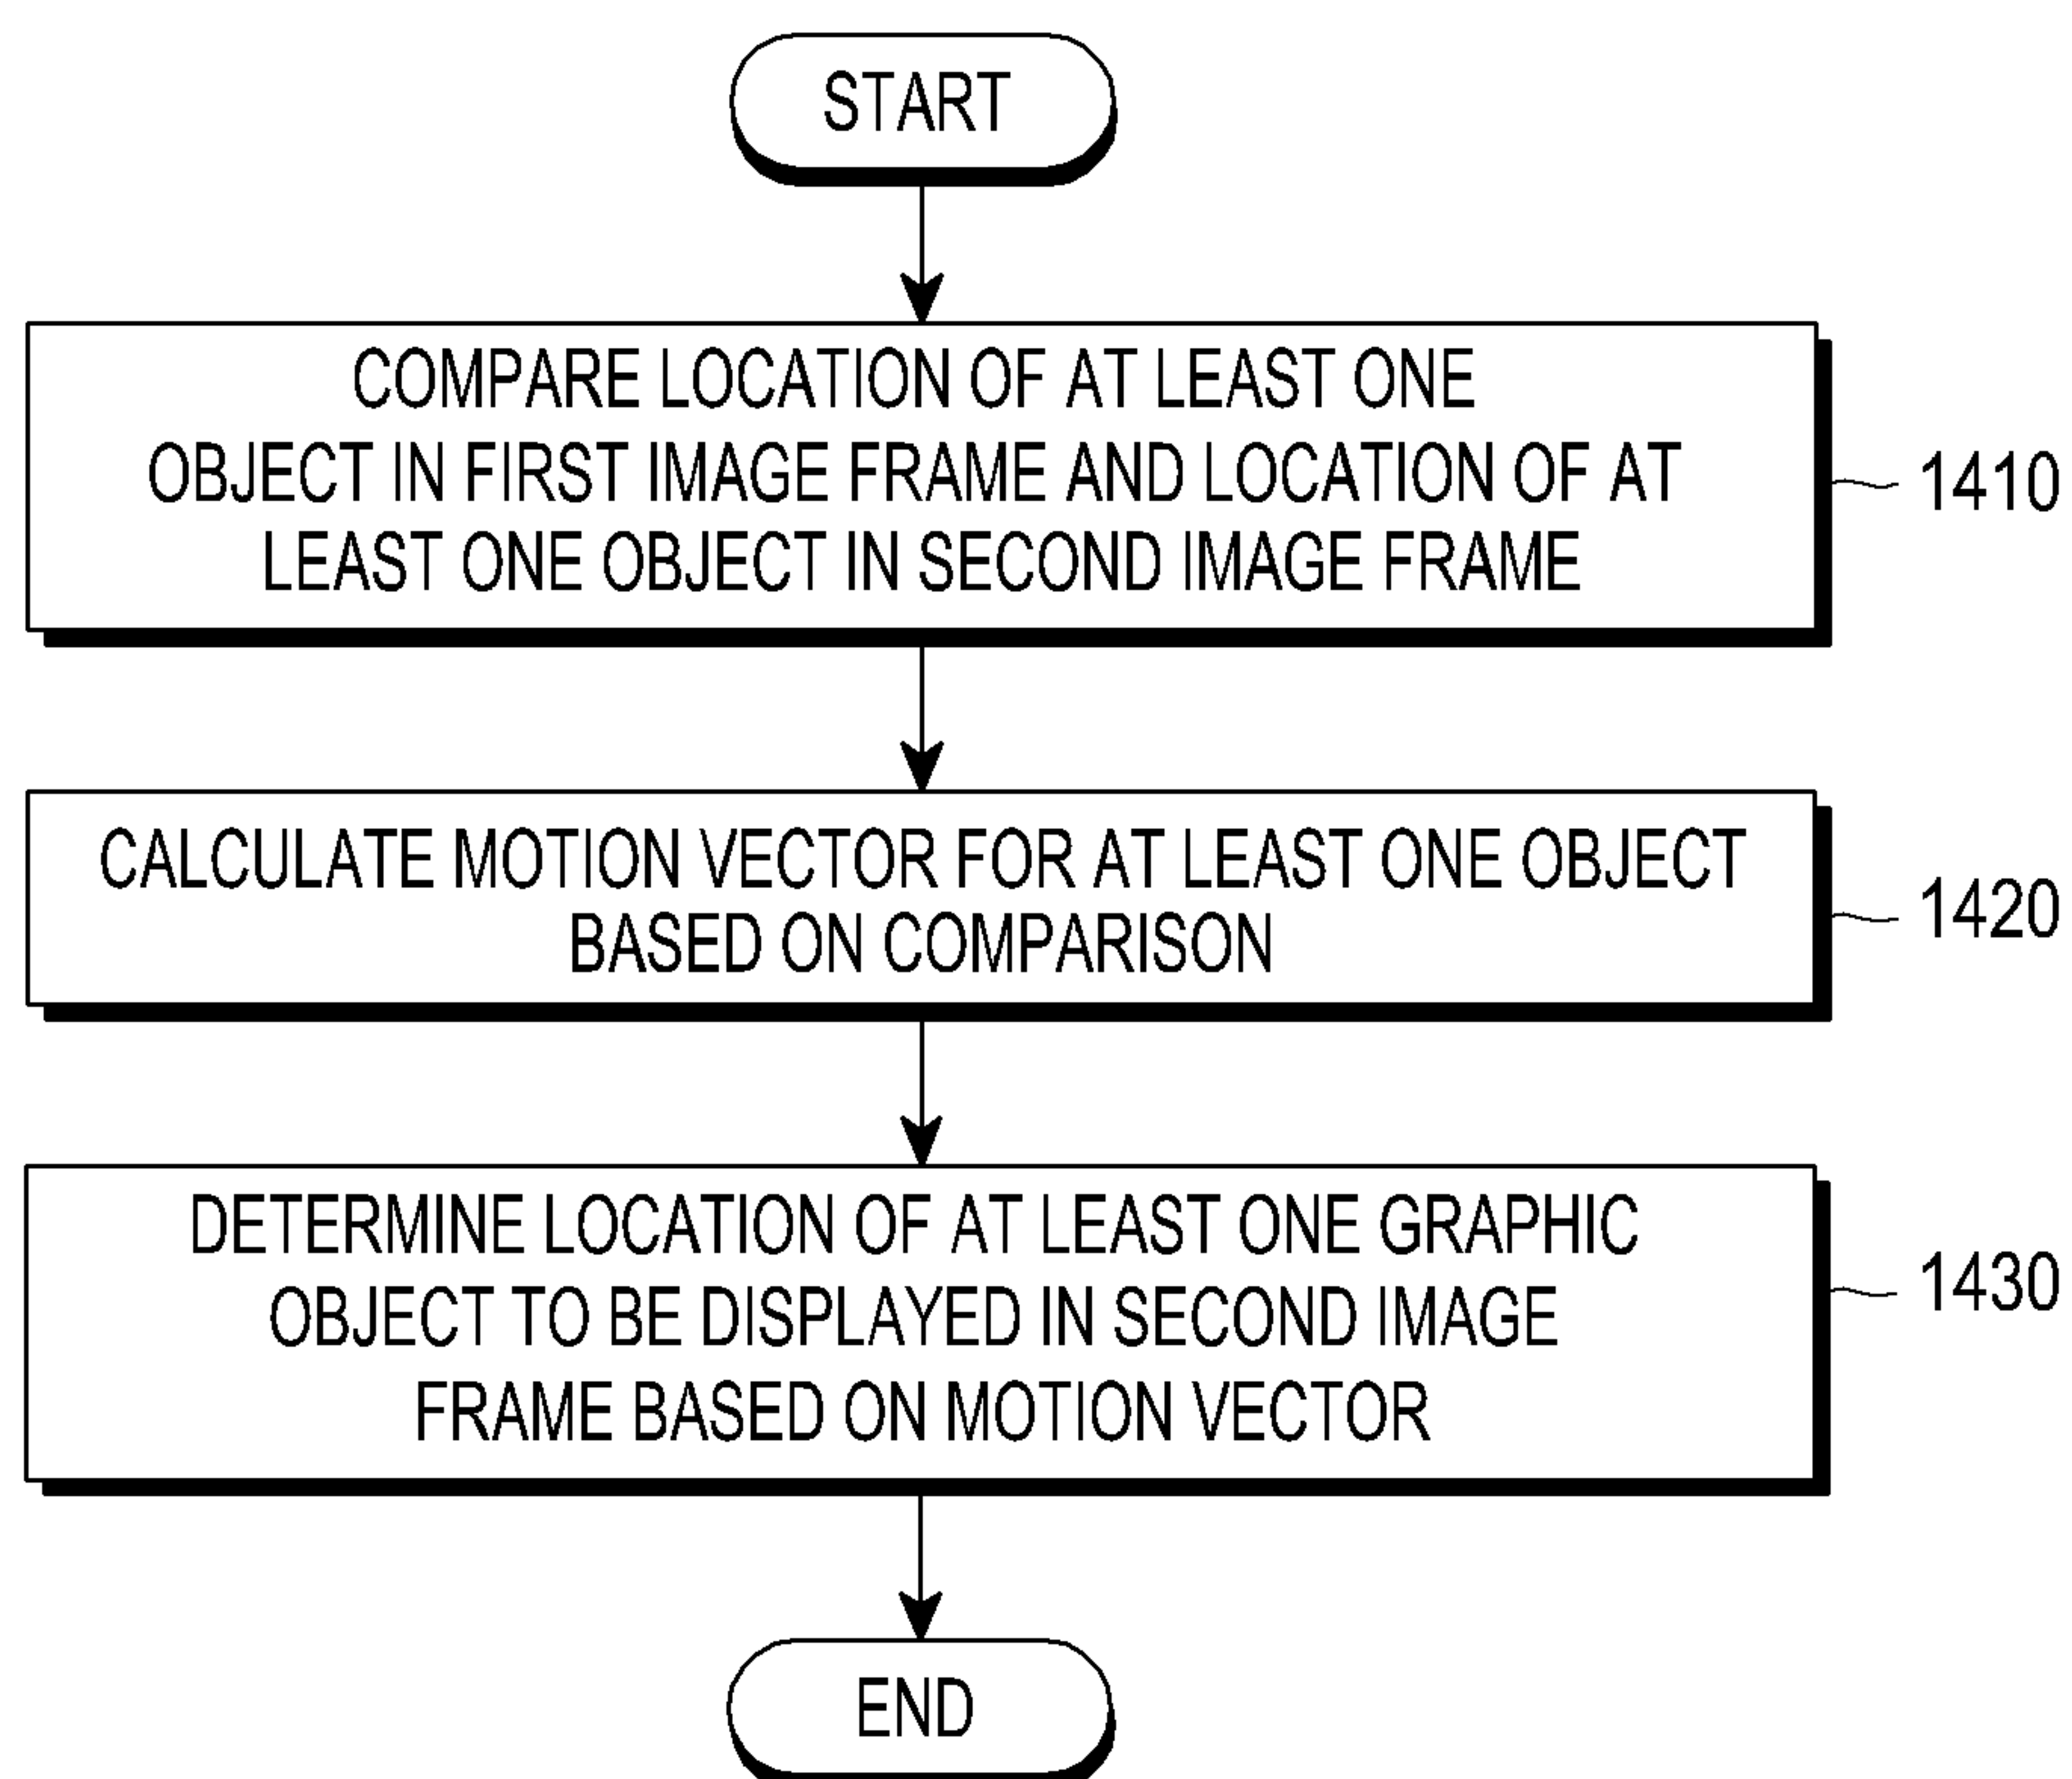 START
COMPARE LOCATION OF AT LEAST ONE
OBJECT IN FIRST IMAGE FRAME AND LOCATION OF AT
LEAST ONE OBJECT IN SECOND IMAGE FRAME
1410
CALCULATE MOTION VECTOR FOR AT LEAST ONE OBJECT
BASED ON COMPARISON
1420
DETERMINE LOCATION OF AT LEAST ONE GRAPHIC
OBJECT TO BE DISPLAYED IN SECOND IMAGE
FRAME BASED ON MOTION VECTOR
1430
END